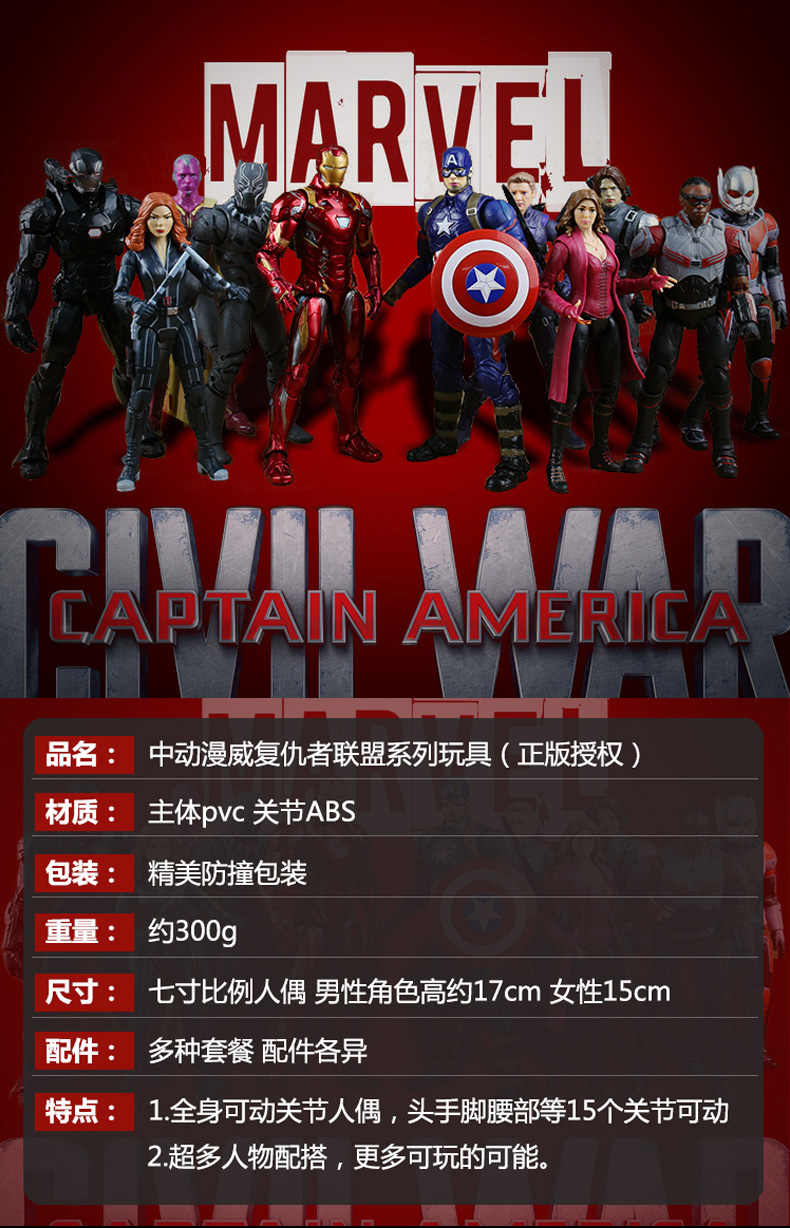 MARVEL
CIVIL WAR
CAPTAIN AMERICA
品名： 中动漫威复仇者联盟系列玩具（正版授权）
材质： 主体pvc 关节ABS
包装： 精美防撞包装
重量： 约300g
尺寸： 七寸比例人偶 男性角色高约17cm 女性15cm
配件： 多种套餐 配件各异
特点： 1.全身可动关节人偶，头手脚腰部等15个关节可动
2.超多人物配搭，更多可玩的可能。